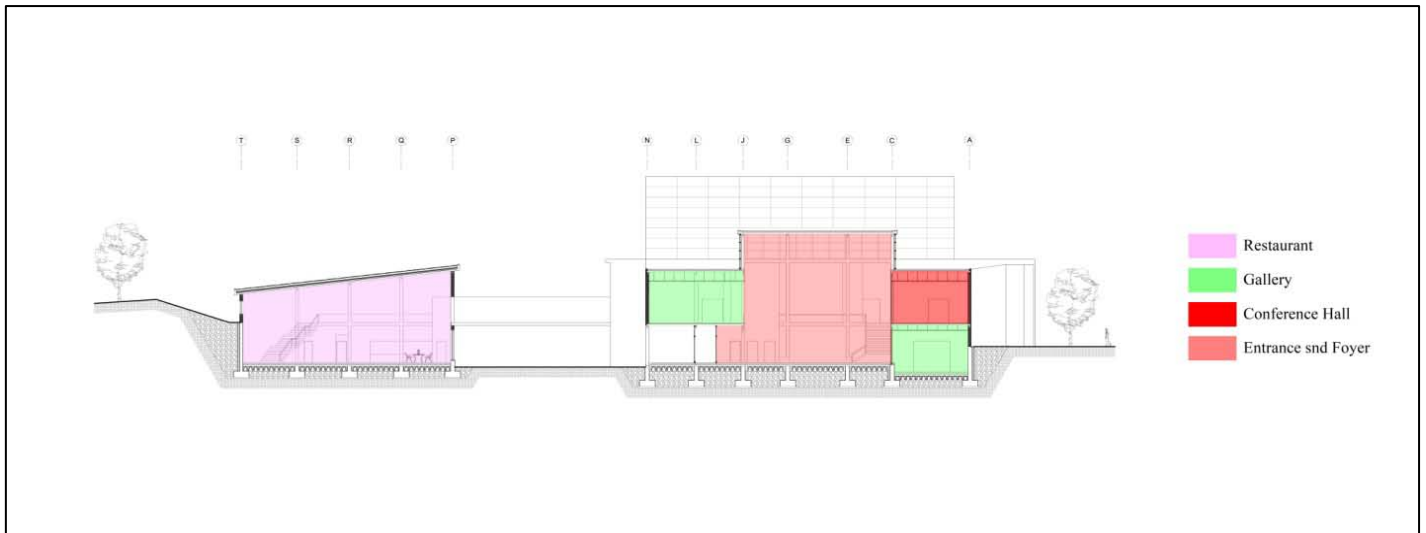 T S R Q P N L J G E C A
Restaurant
Gallery
Conference Hall
Entrance snd Foyer